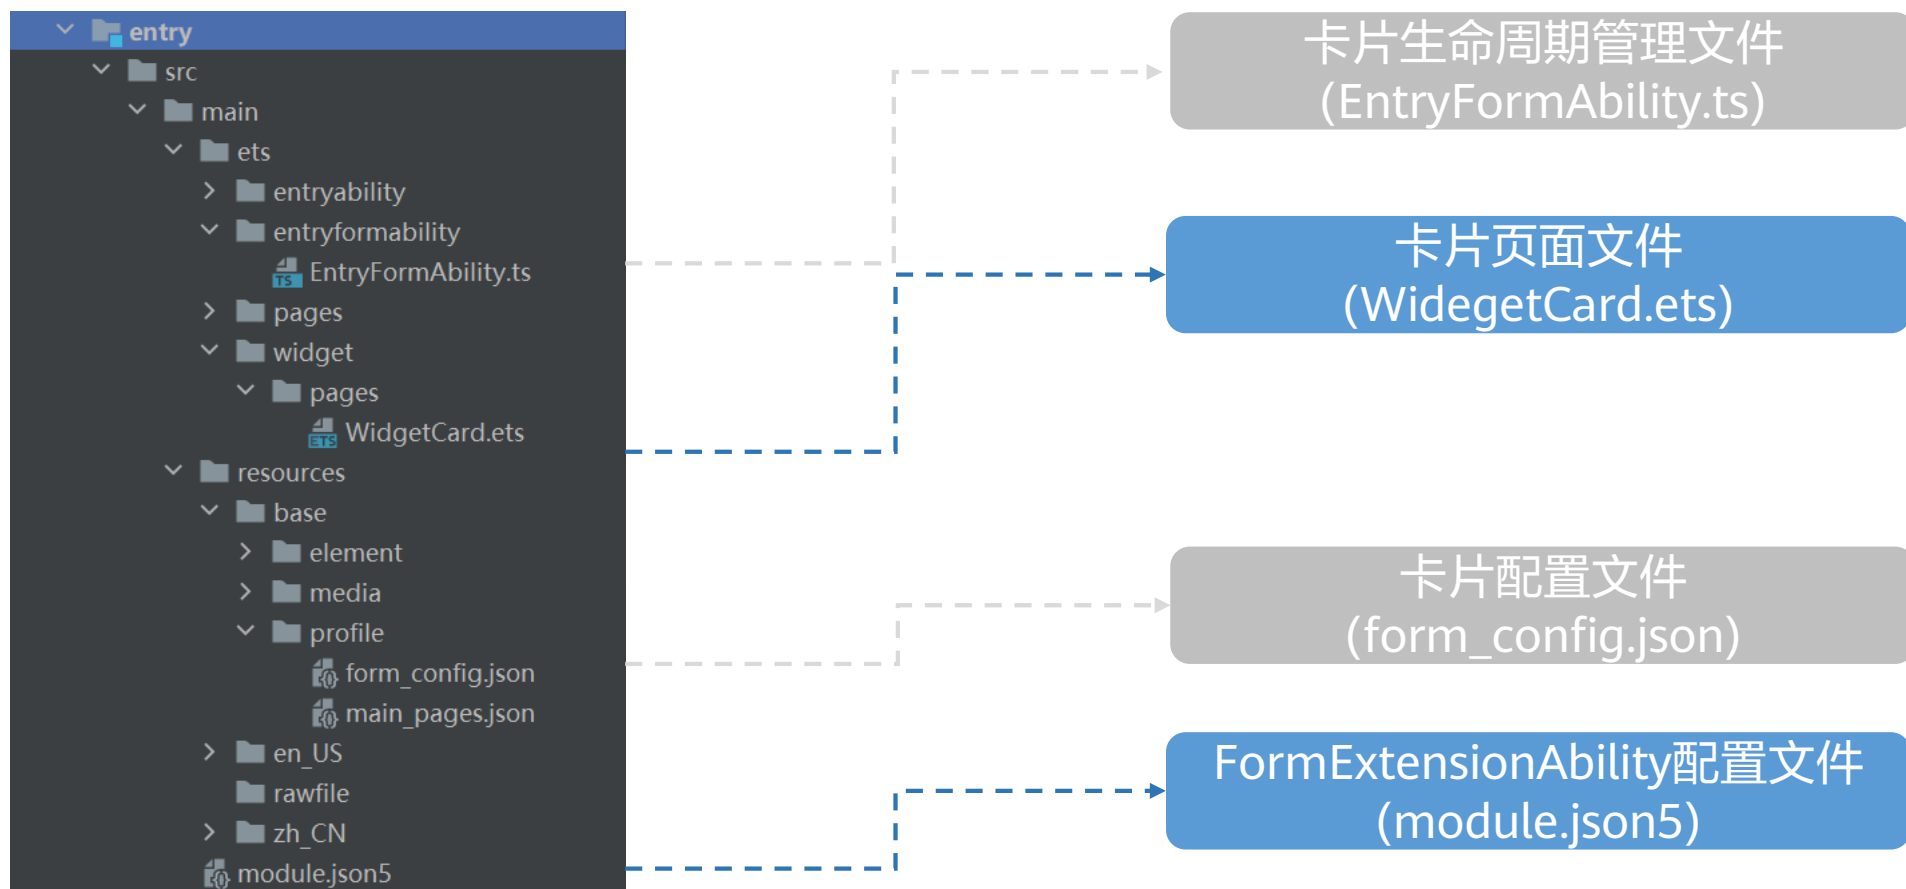 entry
src
main
ets
entryability
entryformability
EntryFormAbility.ts
pages
widget
pages
WidgetCard.ets
resources
base
element
media
profile
form_config.json
main_pages.json
en_US
rawfile
zh_CN
module.json5
卡片生命周期管理文件
(EntryFormAbility.ts)
卡片页面文件
(WidegetCard.ets)
卡片配置文件
(form_config.json)
FormExtensionAbility配置文件
(module.json5)